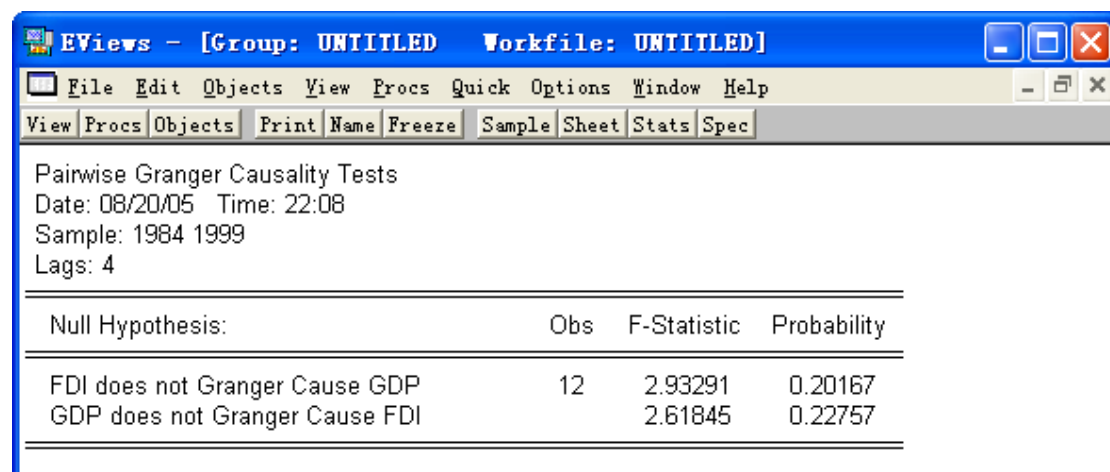 EViews - [Group: UNTITLED Workfile: UNTITLED]
File Edit Objects View Procs Quick Options Window Help
View Procs Objects Print Name Freeze Sample Sheet Stats Spec
Pairwise Granger Causality Tests
Date: 08/20/05 Time: 22:08
Sample: 1984 1999
Lags: 4
Null Hypothesis: Obs F-Statistic Probability
FDI does not Granger Cause GDP 12 2.93291 0.20167
GDP does not Granger Cause FDI 2.61845 0.22757